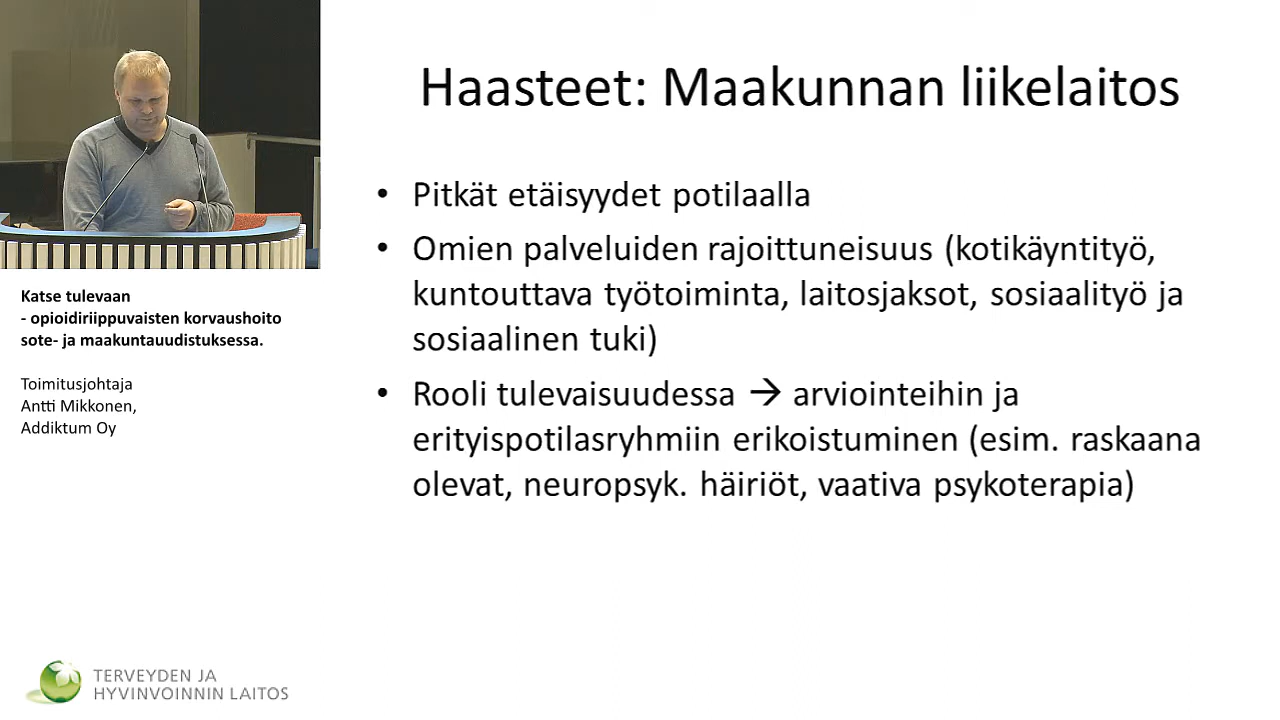 Haasteet: Maakunnan liikelaitos
• Pitkät etäisyydet potilaalla
• Omien palveluiden rajoittuneisuus (kotikäyntityö,
kuntouttava työtoiminta, laitosjaksot, sosiaalityö ja
sosiaalinen tuki)
• Rooli tulevaisuudessa → arviointeihin ja
erityispotilasryhmiin erikoistuminen (esim. raskaana
olevat, neuropsyk. häiriöt, vaativa psykoterapia)
Katse tulevaan
- opioidiriippuvaisten korvaushoito
sote- ja maakuntauudistuksessa.
Toimitusjohtaja
Antti Mikkonen,
Addiktum Oy
TERVEYDEN JA
HYVINVOINNIN LAITOS